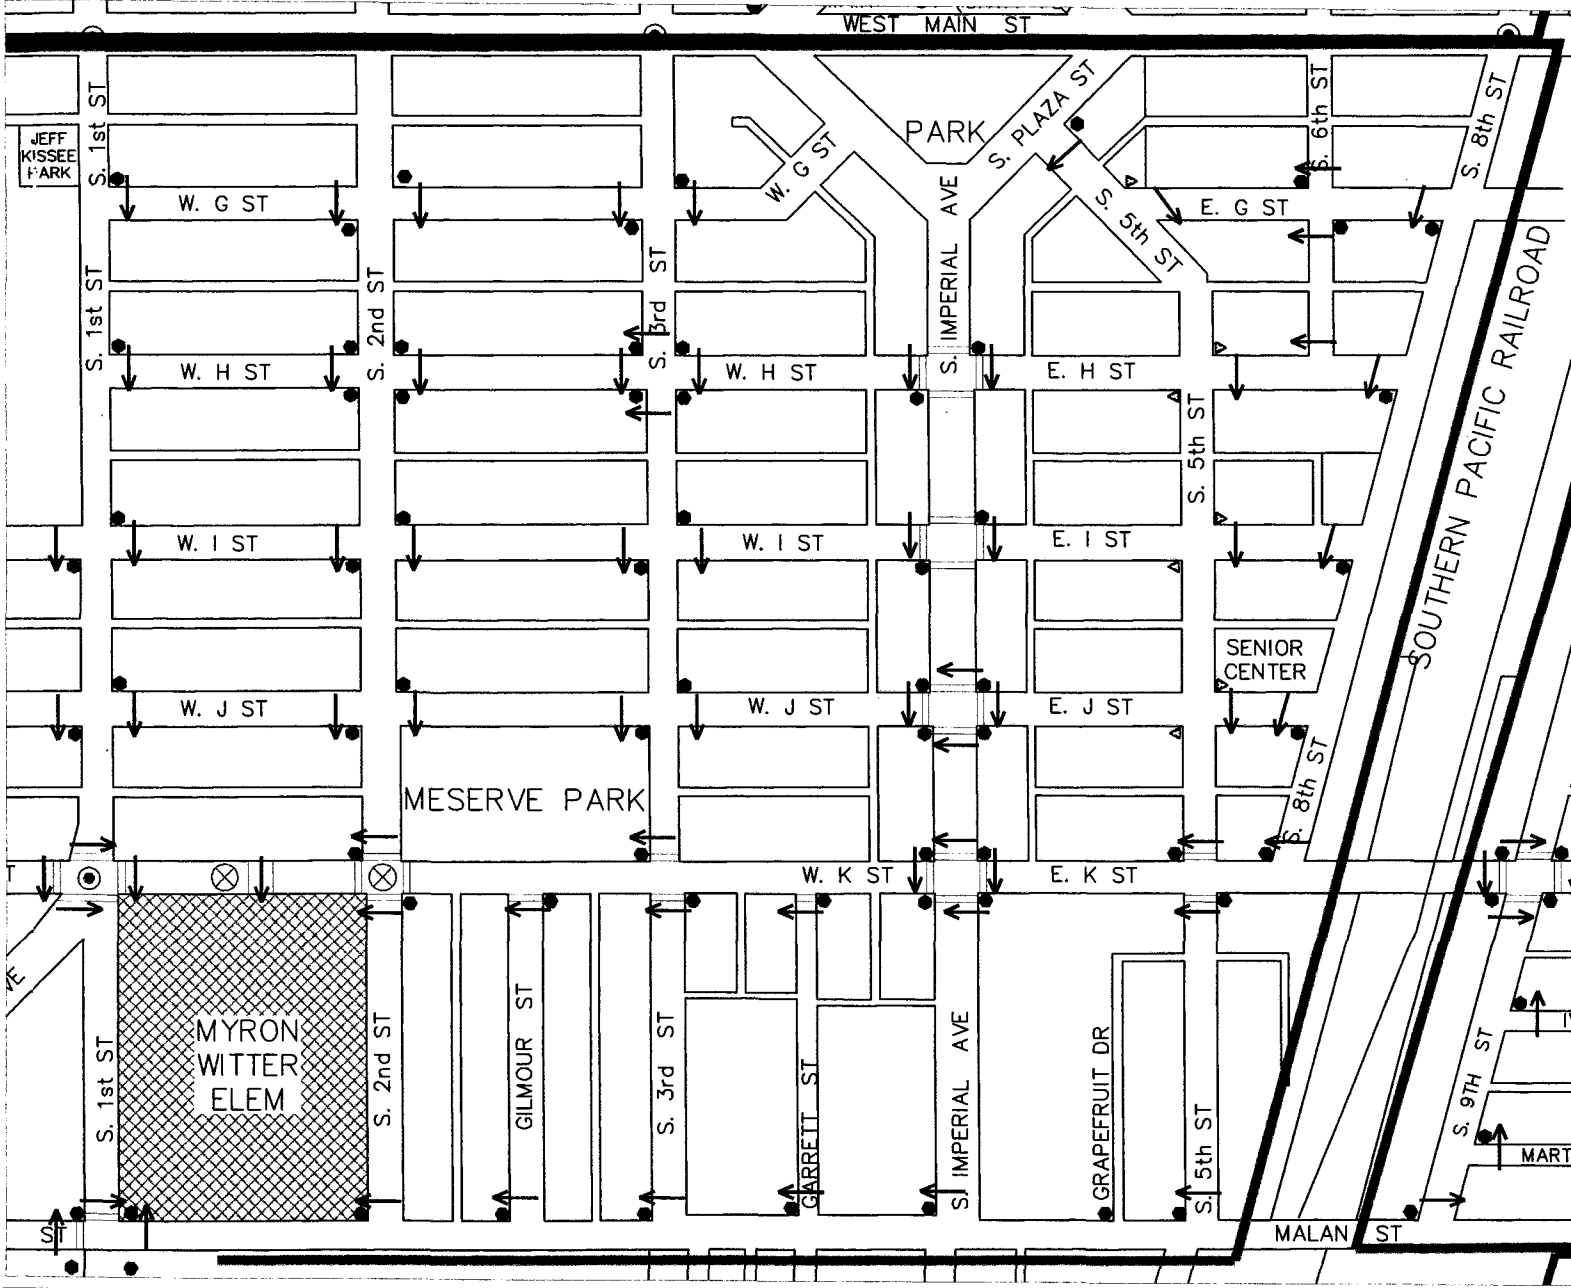 WEST MAIN ST
JEFF
KISSEE
PARK
S. 1st ST
PARK
S. PLAZA ST
S. 6th ST
S. 8th ST
W. G ST
W. G ST
S. 5th ST
E. G ST
S. 1st ST
S. 2nd ST
S. 3rd ST
S. IMPERIAL AVE
SOUTHERN PACIFIC RAILROAD
W. H ST
W. H ST
E. H ST
S. 5th ST
W. I ST
W. I ST
E. I ST
SENIOR
CENTER
W. J ST
W. J ST
E. J ST
S. 8th ST
MESERVE PARK
W. K ST
E. K ST
MYRON
WITTER
ELEM
S. 1st ST
S. 2nd ST
GILMOUR ST
S. 3rd ST
GARRETT ST
S. IMPERIAL AVE
GRAPEFRUIT DR
S. 5th ST
S. 9TH ST
MART
ST
MALAN ST